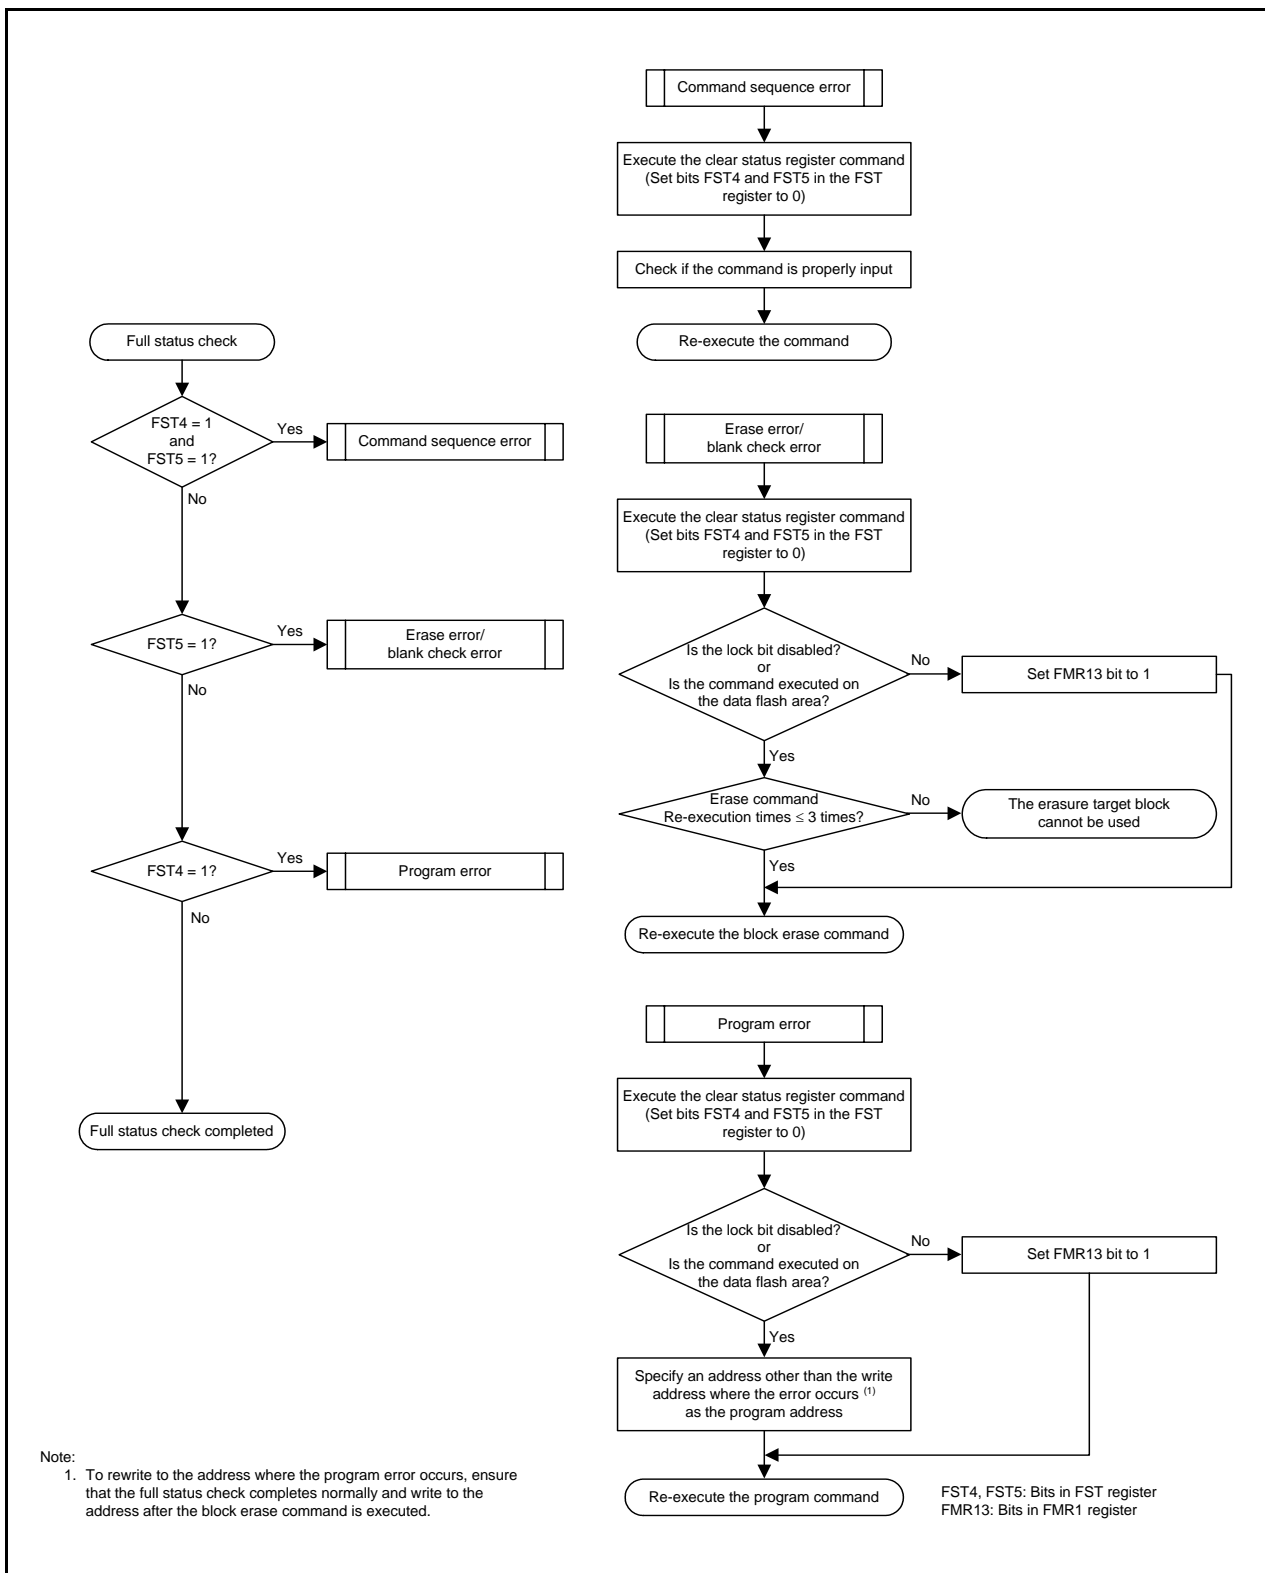 Command sequence error
Execute the clear status register command
(Set bits FST4 and FST5 in the FST
register to 0)
Check if the command is properly input
Re-execute the command
Full status check
FST4 = 1
and
FST5 = 1?
Yes
Command sequence error
No
FST5 = 1?
Yes
Erase error/
blank check error
No
FST4 = 1?
Yes
Program error
No
Full status check completed
Erase error/
blank check error
Execute the clear status register command
(Set bits FST4 and FST5 in the FST
register to 0)
Is the lock bit disabled?
or
Is the command executed on
the data flash area?
No
Set FMR13 bit to 1
Yes
Erase command
Re-execution times ≤ 3 times?
No
The erasure target block
cannot be used
Yes
Re-execute the block erase command
Program error
Execute the clear status register command
(Set bits FST4 and FST5 in the FST
register to 0)
Is the lock bit disabled?
or
Is the command executed on
the data flash area?
No
Set FMR13 bit to 1
Yes
Specify an address other than the write
address where the error occurs (1)
as the program address
Re-execute the program command
Note:
1. To rewrite to the address where the program error occurs, ensure
that the full status check completes normally and write to the
address after the block erase command is executed.
FST4, FST5: Bits in FST register
FMR13: Bits in FMR1 register